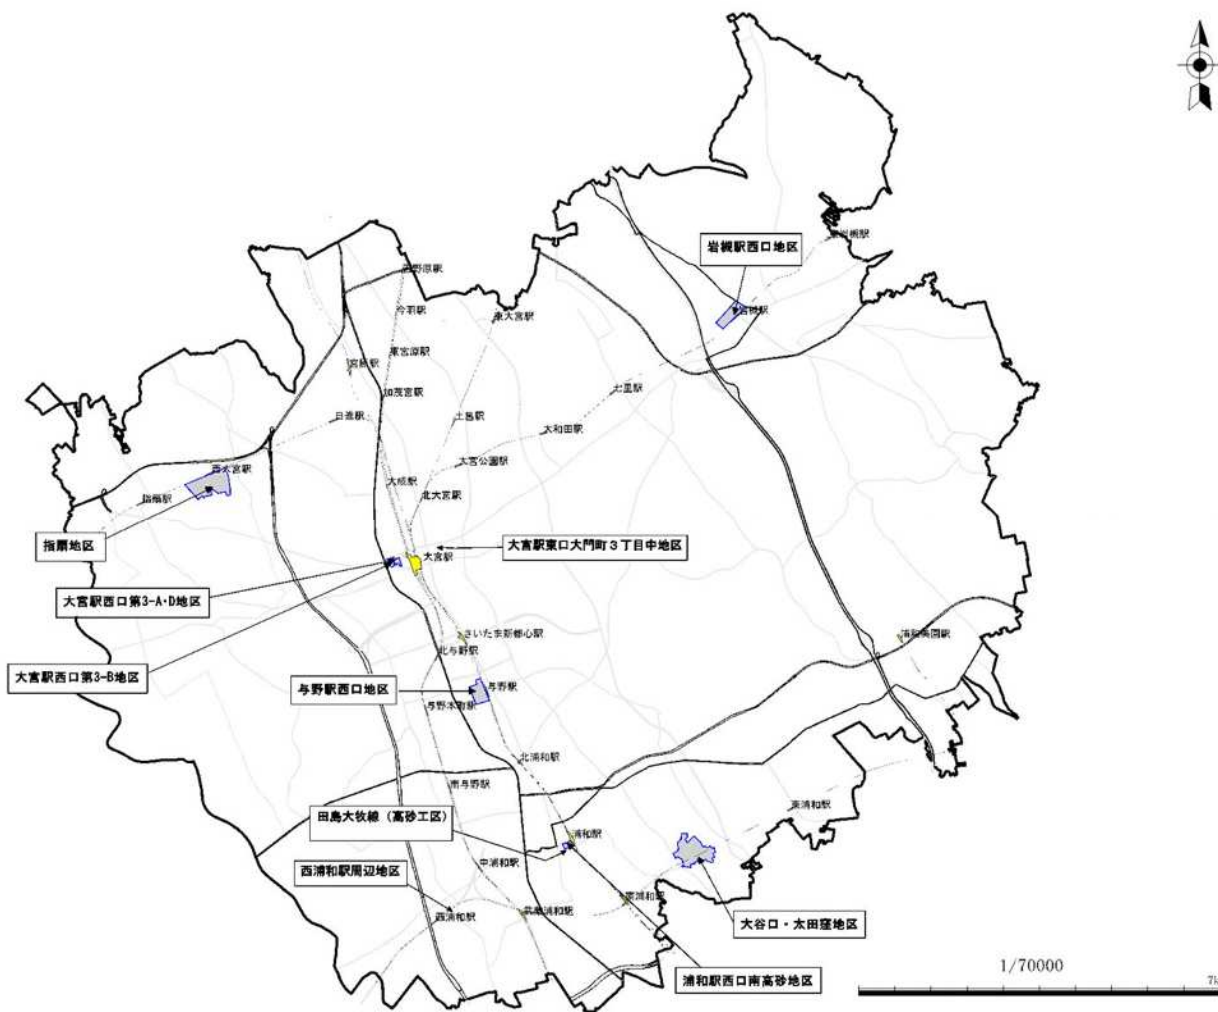 岩槻駅西口地区
東岩槻駅
岩槻駅
吉野原駅
今羽駅
東大宮駅
東宮原駅
宮原駅
加茂宮駅
七里駅
日進駅
土呂駅
大和田駅
大宮公園駅
西大宮駅
大成駅
北大宮駅
指扇駅
指扇地区
大宮駅東口大門町３丁目中地区
大宮駅
大宮駅西口第3-A・D地区
さいたま新都心駅
浦和美園駅
北与野駅
大宮駅西口第3-B地区
与野駅西口地区
与野駅
与野本町駅
北浦和駅
南与野駅
東浦和駅
田島大牧線（高砂工区）
浦和駅
中浦和駅
西浦和駅周辺地区
南浦和駅
武蔵浦和駅
西浦和駅
大谷口・太田窪地区
浦和駅西口南高砂地区
1/70000